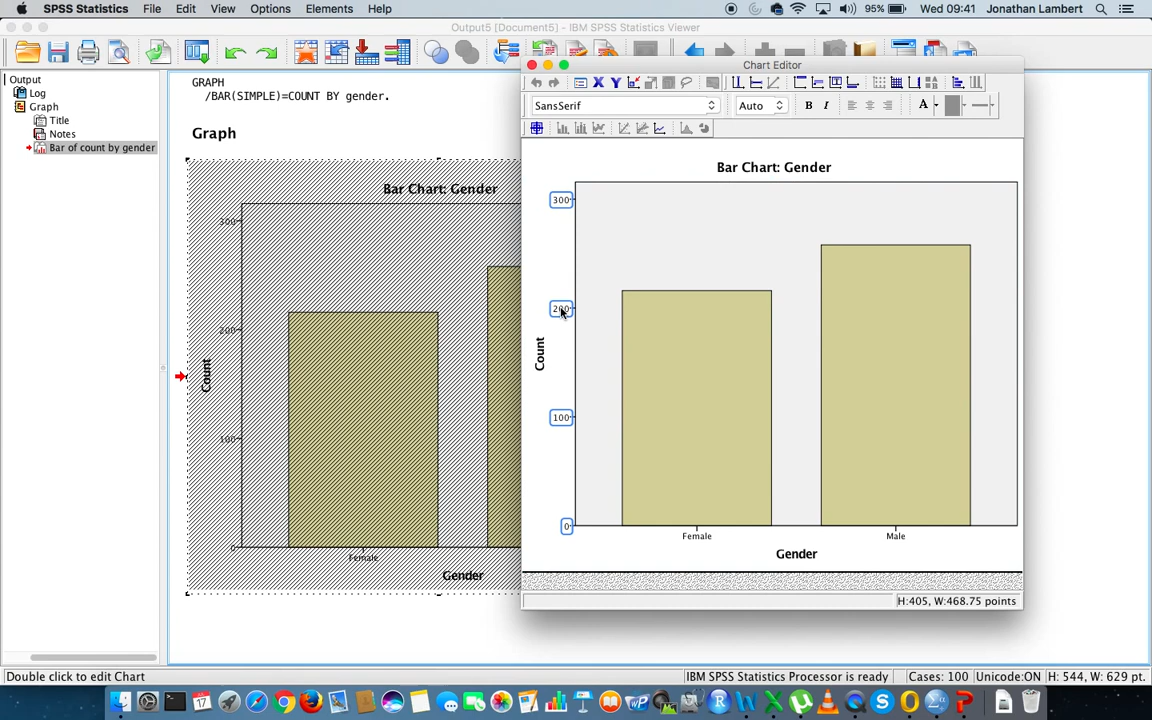 SPSS Statistics File Edit View Options Elements Help 95% Wed 09:41 Jonathan Lambert
Output5 [Document5] - IBM SPSS Statistics Viewer
Output
Log
Graph
Title
Notes
Bar of count by gender
GRAPH
/BAR(SIMPLE)=COUNT BY gender.
Graph
Bar Chart: Gender
300
200
100
0
Count
Female
Gender
Chart Editor
SansSerif Auto B I A
Bar Chart: Gender
300
200
100
0
Count
Female Male
Gender
H:405, W:468.75 points
Double click to edit Chart IBM SPSS Statistics Processor is ready Cases: 100 Unicode:ON H: 544, W: 629 pt.